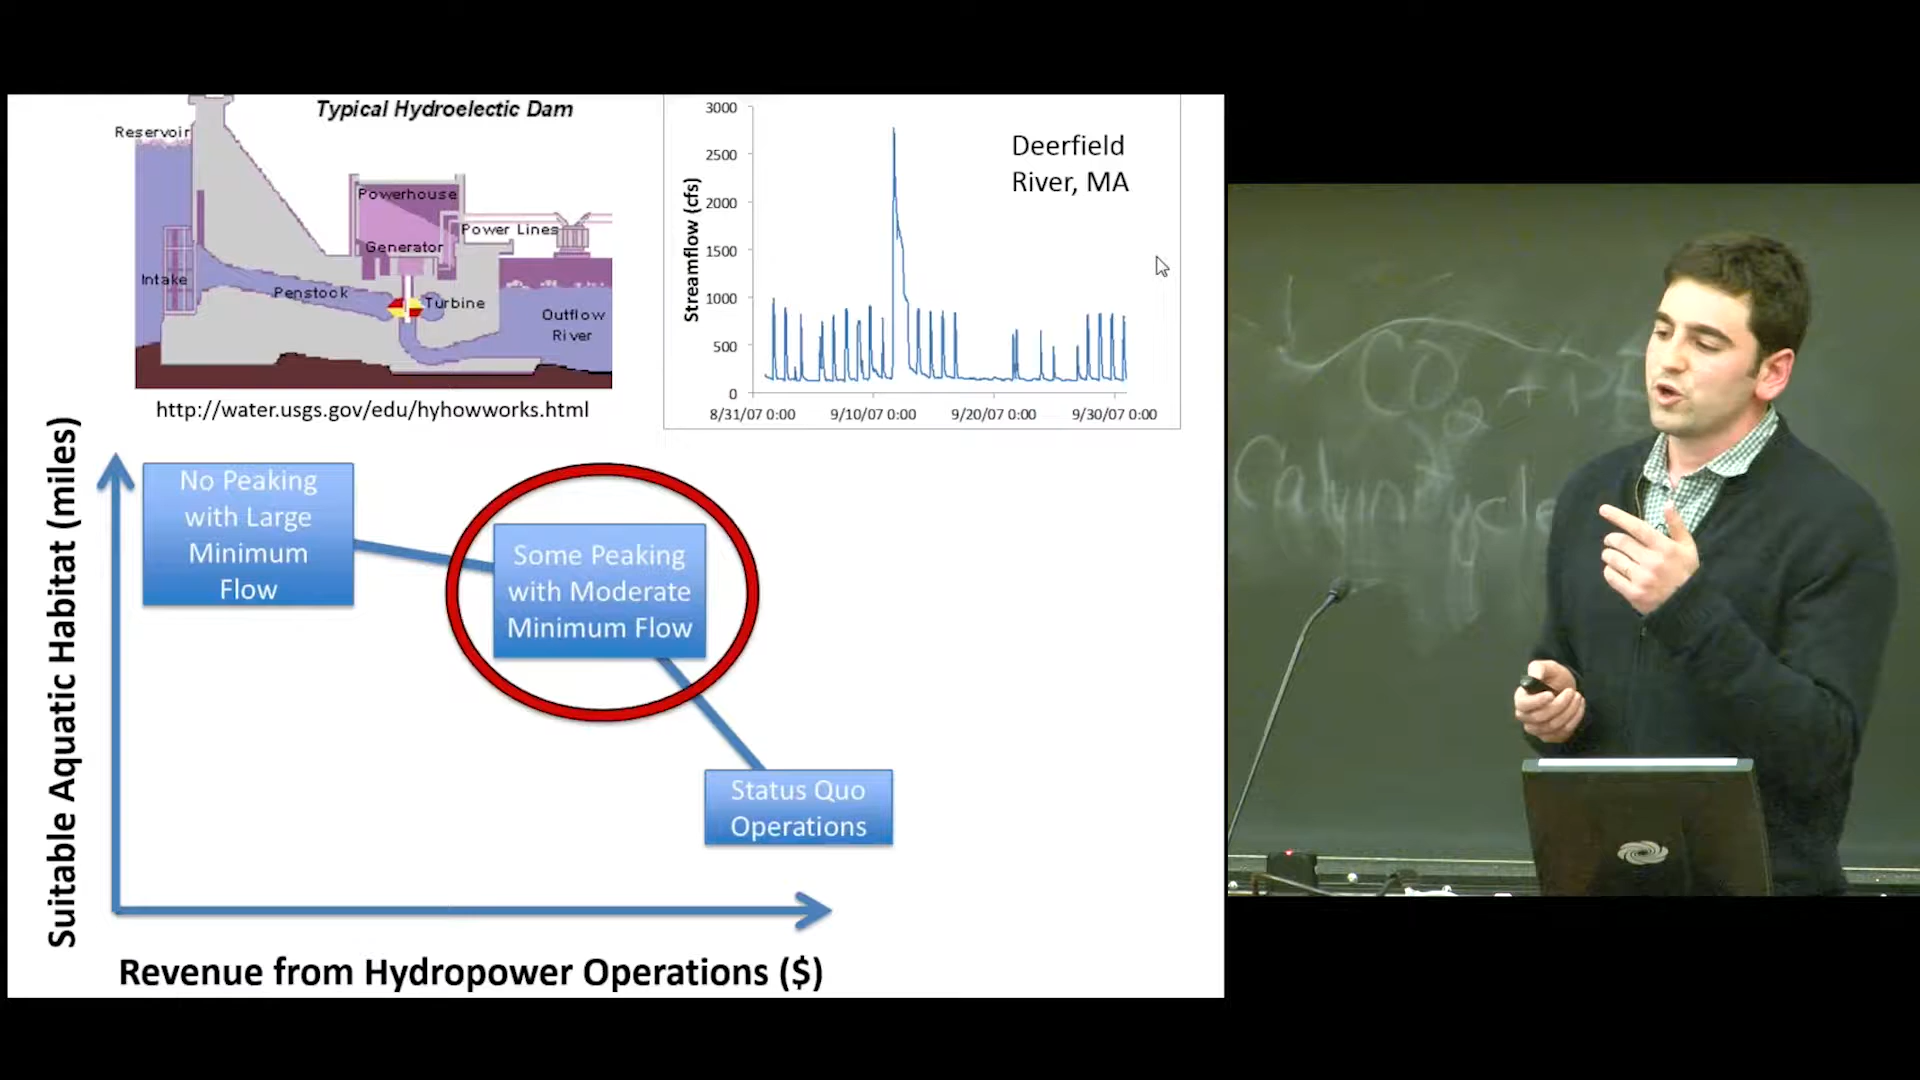 Typical Hydroelectic Dam
Reservoir
Powerhouse
Power Lines
Generator
Intake
Penstock
Turbine
Outflow
River
http://water.usgs.gov/edu/hyhowworks.html
3000
2500
2000
1500
1000
500
0
Streamflow (cfs)
Deerfield
River, MA
8/31/07 0:00
9/10/07 0:00
9/20/07 0:00
9/30/07 0:00
Suitable Aquatic Habitat (miles)
No Peaking
with Large
Minimum
Flow
Some Peaking
with Moderate
Minimum Flow
Status Quo
Operations
Revenue from Hydropower Operations ($)
CO2
Calvin Cycle